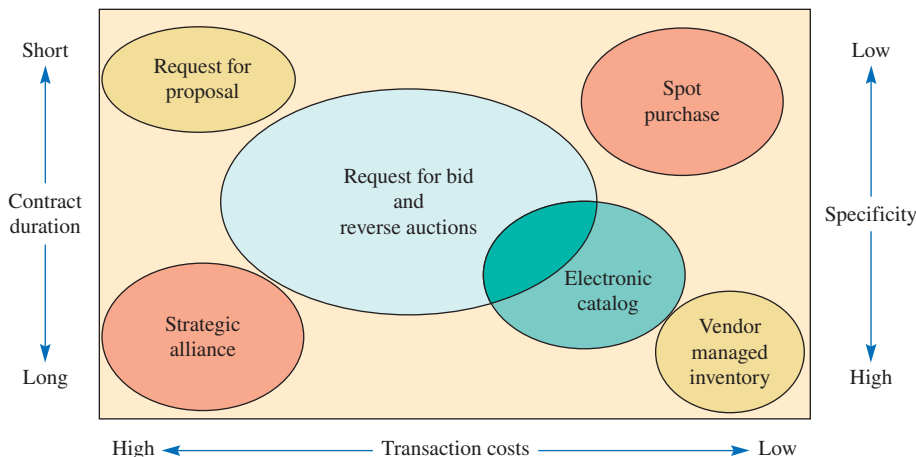 Short
Contract
duration
Long
Request for
proposal
Spot
purchase
Request for bid
and
reverse auctions
Electronic
catalog
Strategic
alliance
Vendor
managed
inventory
Low
Specificity
High
High
Transaction costs
Low